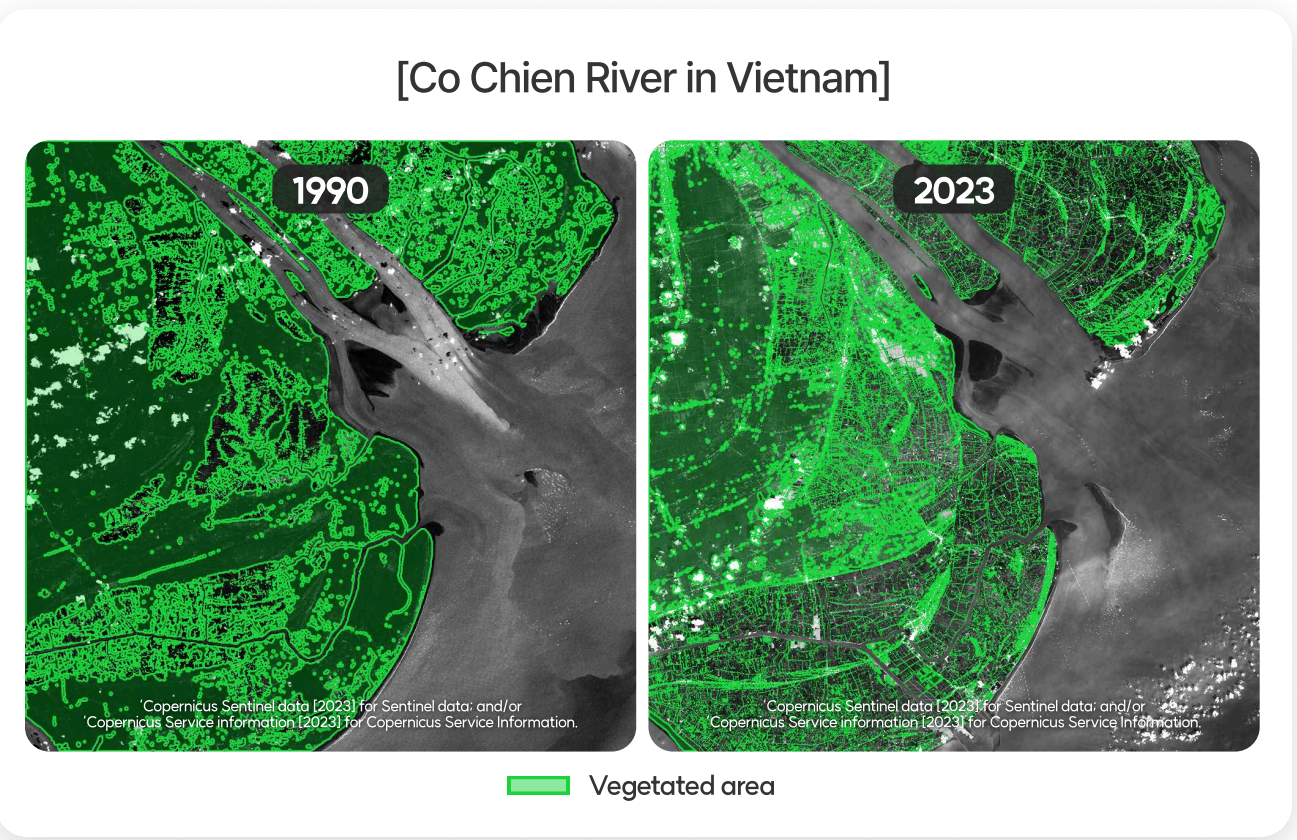 [Co Chien River in Vietnam]
1990
2023
'Copernicus Sentinel data [2023] for Sentinel data; and/or
'Copernicus Service information [2023] for Copernicus Service Information.
'Copernicus Sentinel data [2023] for Sentinel data; and/or
Copernicus Service information [2023] for Copernicus Service Information.
Vegetated area